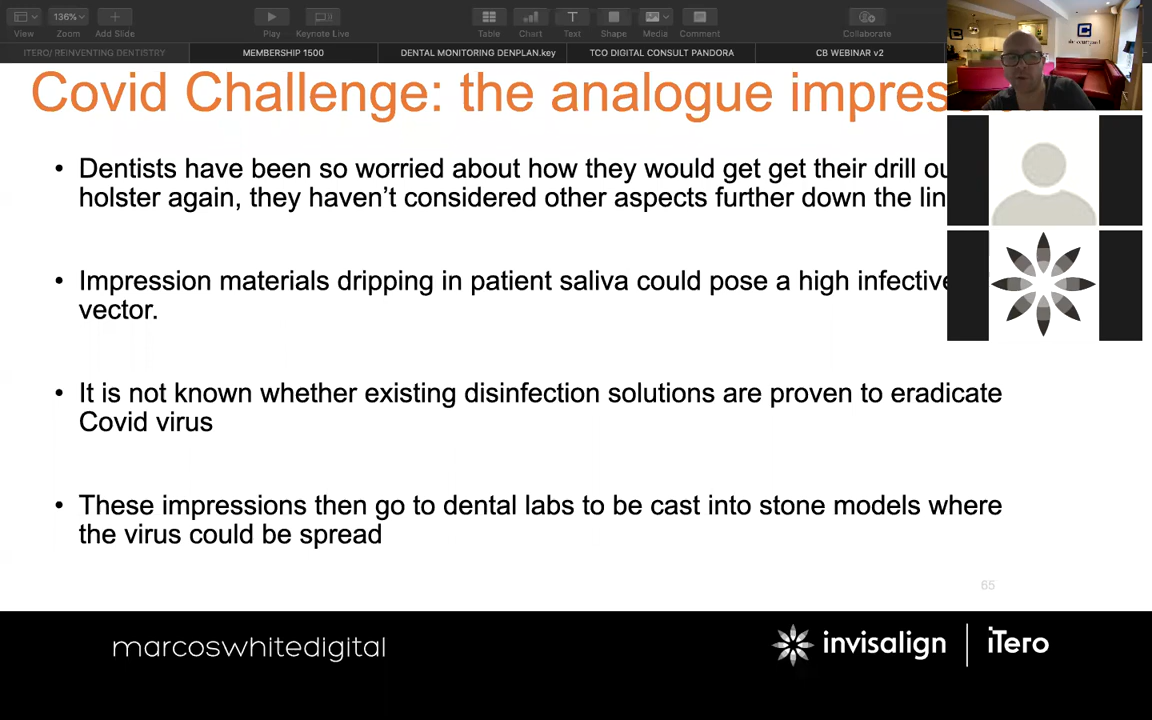 136%
View
Zoom
Add Slide
Play
Keynote Live
Table
Chart
Text
Shape
Media
Comment
Collaborate
ITERO/ REINVENTING DENTISTRY
MEMBERSHIP 1500
DENTAL MONITORING DENPLAN.key
TCO DIGITAL CONSULT PANDORA
CB WEBINAR v2
Covid Challenge: the analogue impres
• Dentists have been so worried about how they would get get their drill ou
holster again, they haven’t considered other aspects further down the lin
• Impression materials dripping in patient saliva could pose a high infective
vector.
• It is not known whether existing disinfection solutions are proven to eradicate
Covid virus
• These impressions then go to dental labs to be cast into stone models where
the virus could be spread
65
marcoswhitedigital
invisalign
iTero